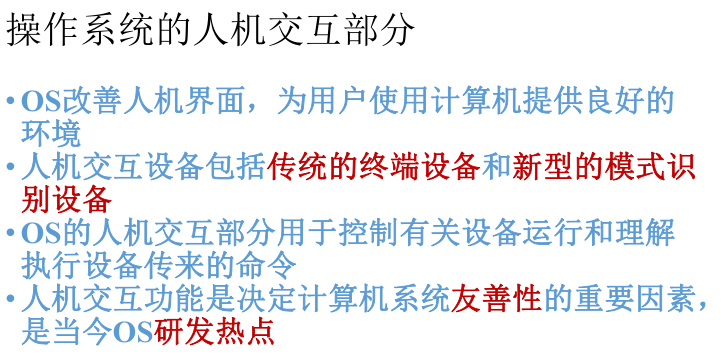 操作系统的人机交互部分
•OS改善人机界面，为用户使用计算机提供良好的
环境
•人机交互设备包括传统的终端设备和新型的模式识
别设备
•OS的人机交互部分用于控制有关设备运行和理解
执行设备传来的命令
•人机交互功能是决定计算机系统友善性的重要因素，
是当今OS研发热点